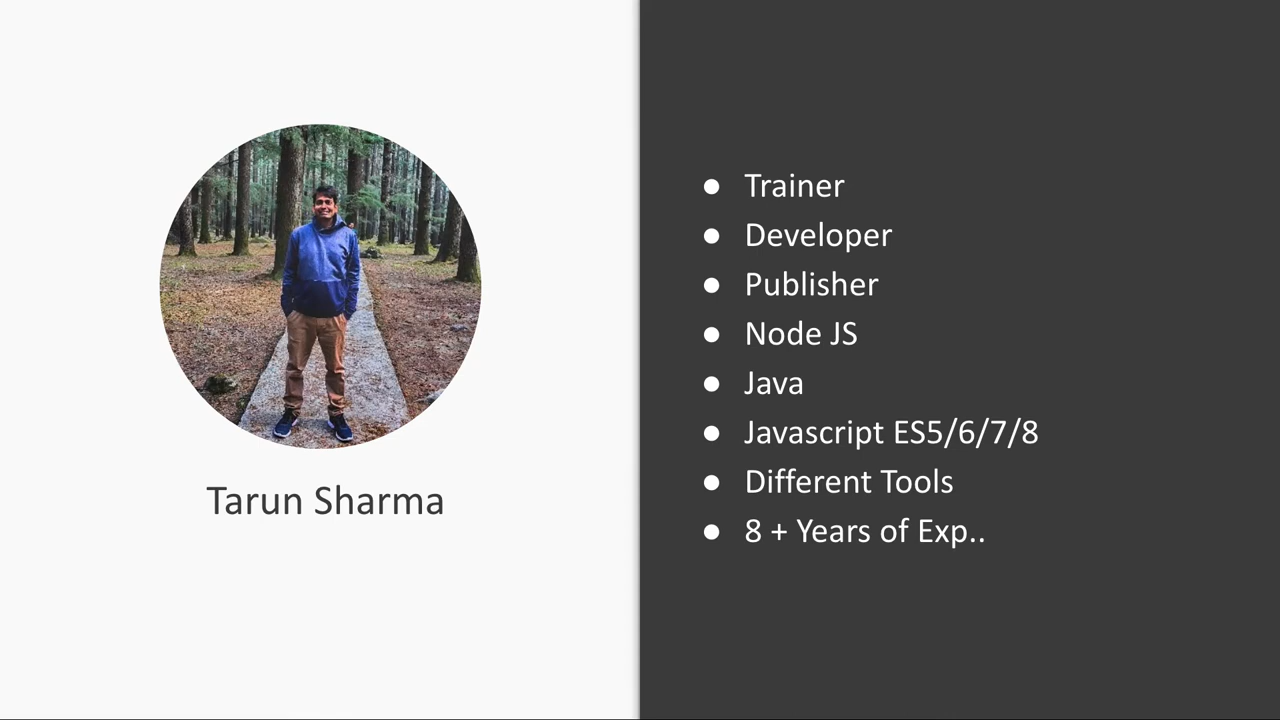 Tarun Sharma
● Trainer
● Developer
● Publisher
● Node JS
● Java
● Javascript ES5/6/7/8
● Different Tools
● 8 + Years of Exp..